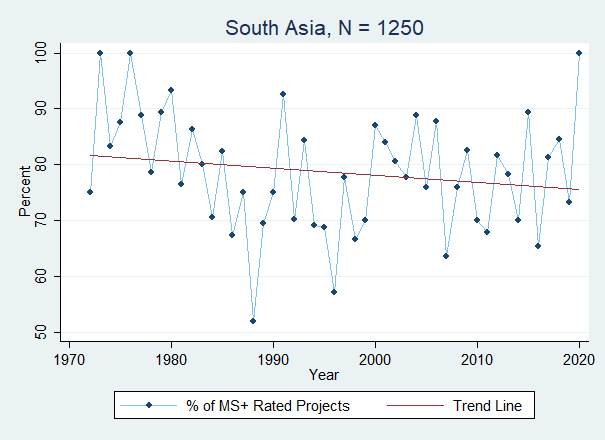 South Asia, N = 1250
Percent
100
90
80
70
60
50
1970 1980 1990 2000 2010 2020
Year
% of MS+ Rated Projects Trend Line